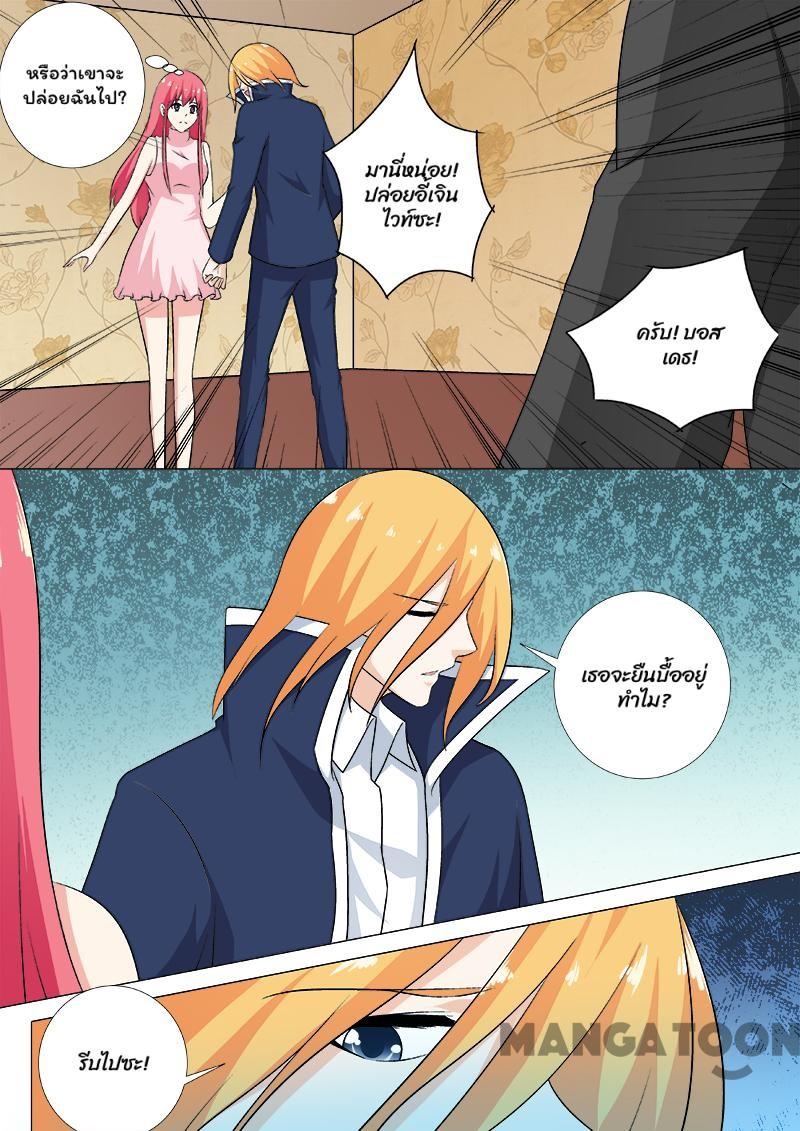 หรือว่าเขาจะ
ปล่อยฉันไป?
มานี่หน่อย!
ปล่อยอี้เจิน
ไวท์ซะ!
ครับ! บอส
เดธ!
เธอจะยืนบื้ออยู่
ทำไม?
รีบไปซะ!
MANGATOON